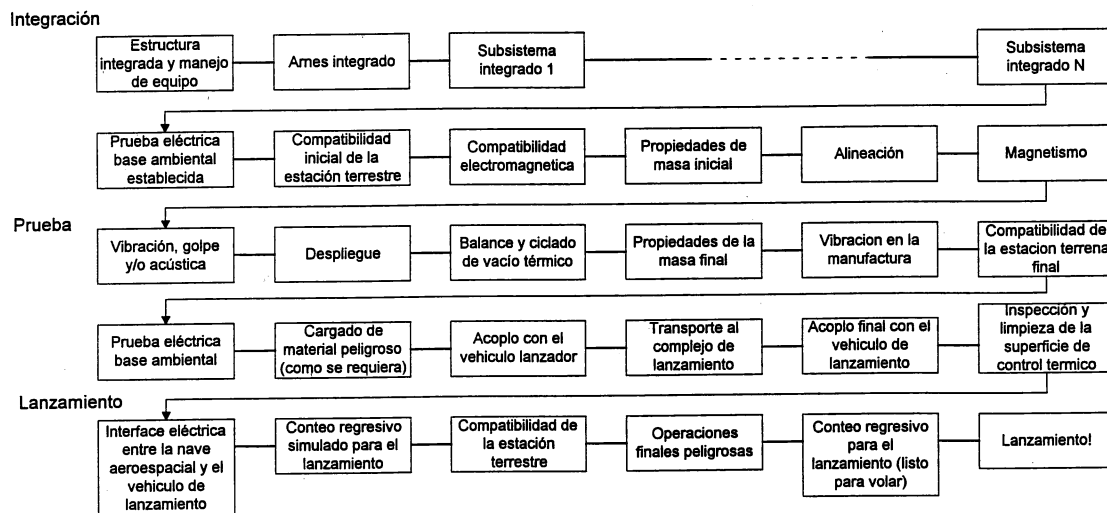 Integración
Estructura
integrada y manejo
de equipo
Arnes integrado
Subsistema
integrado 1
Subsistema
integrado N
Prueba eléctrica
base ambiental
establecida
Compatibilidad
inicial de la
estación terrestre
Compatibilidad
electromagnetica
Propiedades de
masa inicial
Alineación
Magnetismo
Prueba
Vibración, golpe
y/o acústica
Despliegue
Balance y ciclado
de vacío térmico
Propiedades de la
masa final
Vibracion en la
manufactura
Compatibilidad de
la estacion terrena
final
Prueba eléctrica
base ambiental
Cargado de
material peligroso
(como se requiera)
Acoplo con el
vehiculo lanzador
Transporte al
complejo de
lanzamiento
Acoplo final con el
vehiculo de
lanzamiento
Inspección y
limpieza de la
superficie de
control termico
Lanzamiento
Interface eléctrica
entre la nave
aeroespacial y el
vehiculo de
lanzamiento
Conteo regresivo
simulado para el
lanzamiento
Compatibilidad de
la estación
terrestre
Operaciones
finales peligrosas
Conteo regresivo
para el
lanzamiento (listo
para volar)
Lanzamiento!